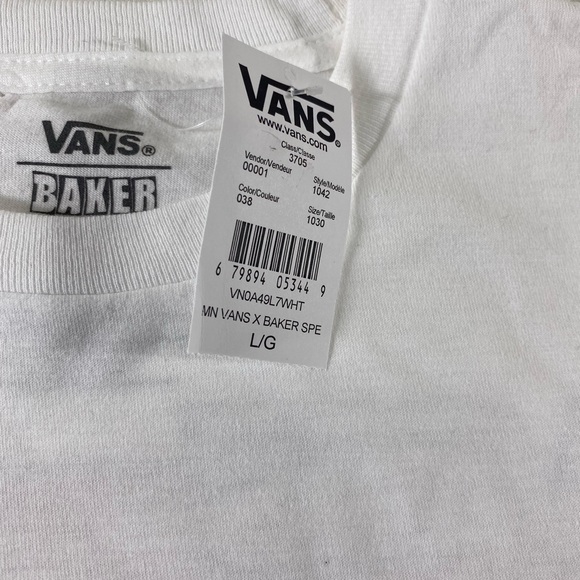 VANS®
BAKER
VANS®
www.vans.com
Class/Classe
3705
Vendor/Vendeur
00001
Style/Modèle
1042
Color/Couleur
038
Size/Taille
1030
6 79894 05344 9
VN0A49L7WHT
MN VANS X BAKER SPE
L/G